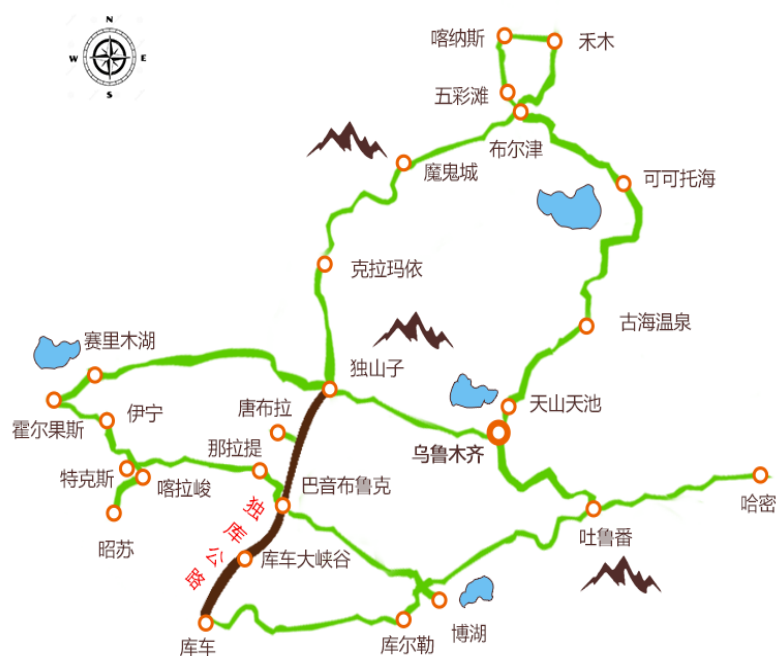 N
W
E
S
喀纳斯
禾木
五彩滩
布尔津
魔鬼城
可可托海
克拉玛依
古海温泉
赛里木湖
独山子
天山天池
霍尔果斯
伊宁
唐布拉
乌鲁木齐
那拉提
特克斯
喀拉峻
巴音布鲁克
哈密
昭苏
独库公路
吐鲁番
库车大峡谷
博湖
库车
库尔勒